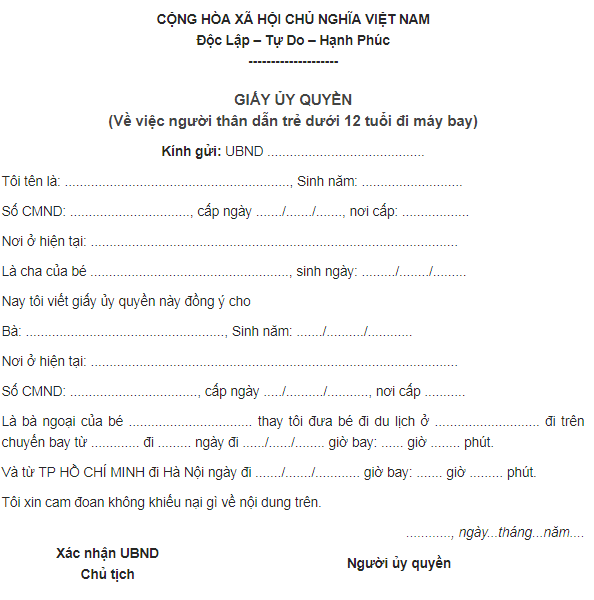 CỘNG HÒA XÃ HỘI CHỦ NGHĨA VIỆT NAM
Độc Lập – Tự Do – Hạnh Phúc
--------------------
GIẤY ỦY QUYỀN
(Về việc người thân dẫn trẻ dưới 12 tuổi đi máy bay)
Kính gửi: UBND ..........................................
Tôi tên là: ............................................................, Sinh năm: ...........................
Số CMND: ................................, cấp ngày ......./......./......., nơi cấp: ..................
Nơi ở hiện tại: ..................................................................................................
Là cha của bé ....................................................., sinh ngày: ........./......../.........
Nay tôi viết giấy ủy quyền này đồng ý cho
Bà: ....................................................., Sinh năm: ......./........../............
Nơi ở hiện tại: ..................................................................................................
Số CMND: .................................., cấp ngày ...../........../..........., nơi cấp ...........
Là bà ngoại của bé ................................. thay tôi đưa bé đi du lịch ở ............................ đi trên
chuyến bay từ ............. đi ......... ngày đi ....../....../....... giờ bay: ...... giờ ........ phút.
Và từ TP HỒ CHÍ MINH đi Hà Nội ngày đi ......./......./............ giờ bay: ....... giờ ......... phút.
Tôi xin cam đoan không khiếu nại gì về nội dung trên.
............, ngày...tháng...năm....
Xác nhận UBND
Chủ tịch
Người ủy quyền